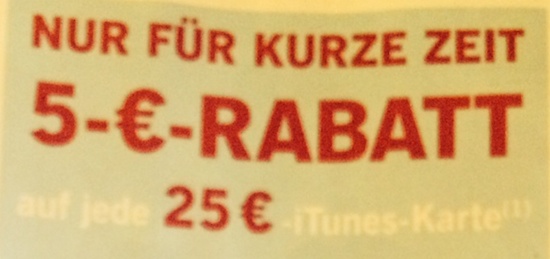 NUR FÜR KURZE ZEIT
5-€-RABATT
auf jede 25 € -iTunes-Karte(1)